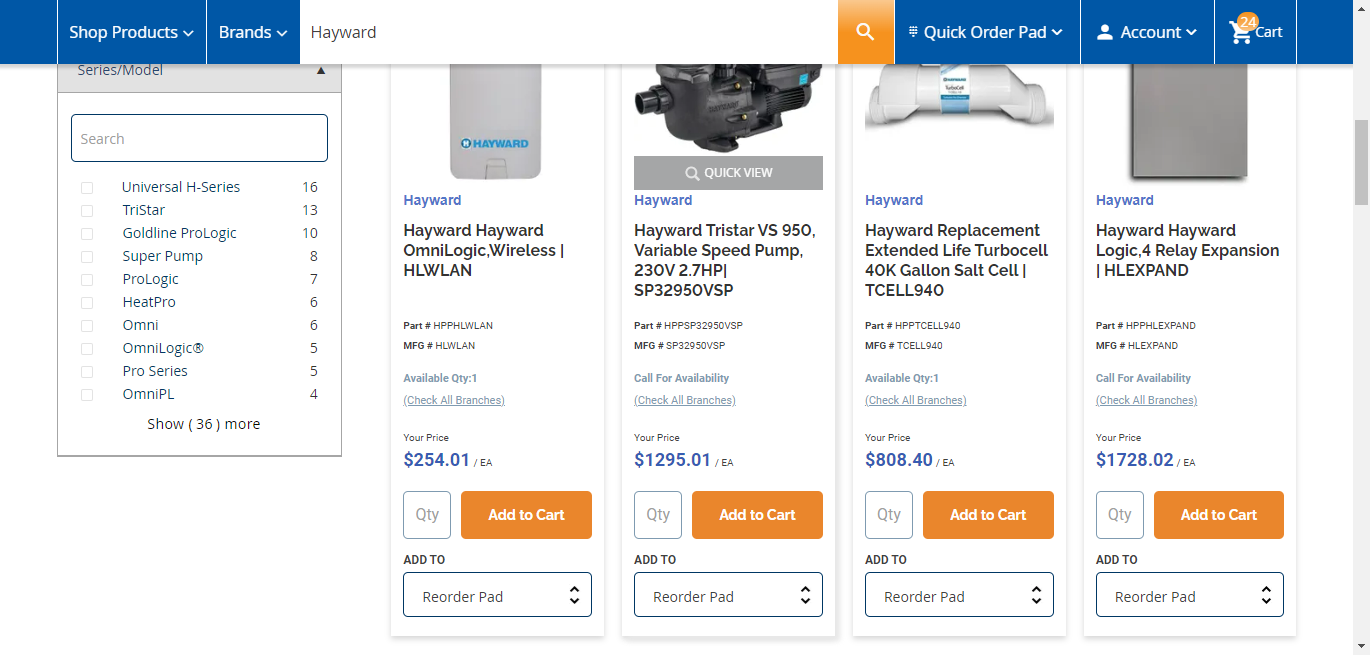 Shop Products
Brands
Hayward
Quick Order Pad
Account
24
Cart
Series/Model
Search
Universal H-Series 16
TriStar 13
Goldline ProLogic 10
Super Pump 8
ProLogic 7
HeatPro 6
Omni 6
OmniLogic® 5
Pro Series 5
OmniPL 4
Show ( 36 ) more
HAYWARD
Hayward
Hayward Hayward
OmniLogic,Wireless |
HLWLAN
Part # HPPHLWLAN
MFG # HLWLAN
Available Qty:1
(Check All Branches)
Your Price
$254.01 / EA
Qty
Add to Cart
ADD TO
Reorder Pad
HAYWARD
QUICK VIEW
Hayward
Hayward Tristar VS 950,
Variable Speed Pump,
230V 2.7HP|
SP32950VSP
Part # HPPSP32950VSP
MFG # SP32950VSP
Call For Availability
(Check All Branches)
Your Price
$1295.01 / EA
Qty
Add to Cart
ADD TO
Reorder Pad
HAYWARD
TurboCell
Hayward
Hayward Replacement
Extended Life Turbocell
40K Gallon Salt Cell |
TCELL940
Part # HPPTCELL940
MFG # TCELL940
Available Qty:1
(Check All Branches)
Your Price
$808.40 / EA
Qty
Add to Cart
ADD TO
Reorder Pad
Hayward
Hayward Hayward
Logic,4 Relay Expansion
| HLEXPAND
Part # HPPHLEXPAND
MFG # HLEXPAND
Call For Availability
(Check All Branches)
Your Price
$1728.02 / EA
Qty
Add to Cart
ADD TO
Reorder Pad